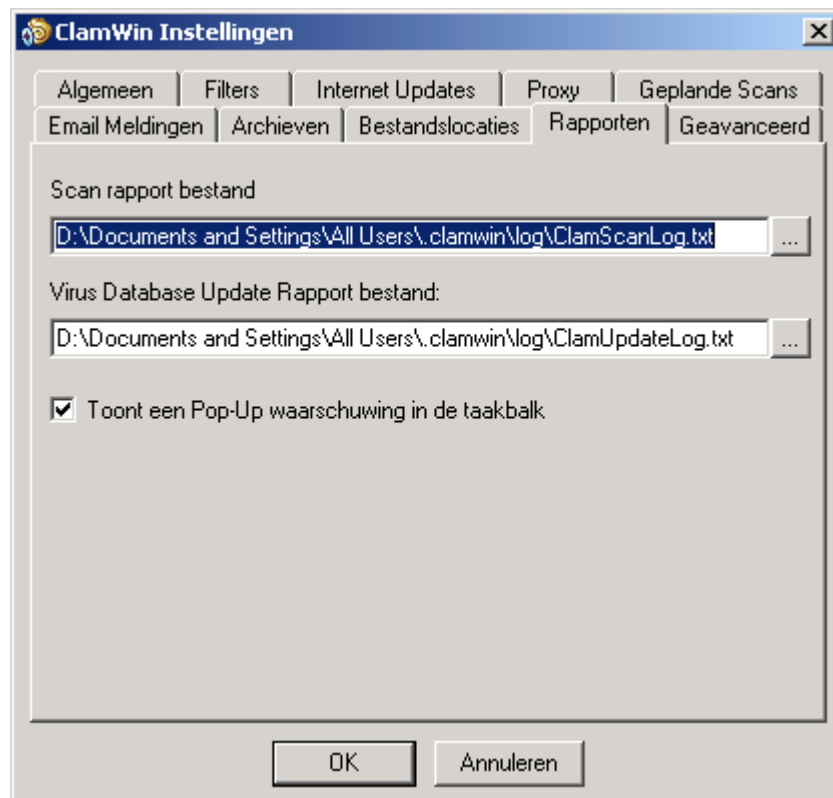 ClamWin Instellingen
Algemeen Filters Internet Updates Proxy Geplande Scans
Email Meldingen Archieven Bestandslocaties Rapporten Geavanceerd
Scan rapport bestand
D:\Documents and Settings\All Users\.clamwin\log\ClamScanLog.txt ...
Virus Database Update Rapport bestand:
D:\Documents and Settings\All Users\.clamwin\log\ClamUpdateLog.txt ...
Toont een Pop-Up waarschuwing in de taakbalk
OK Annuleren